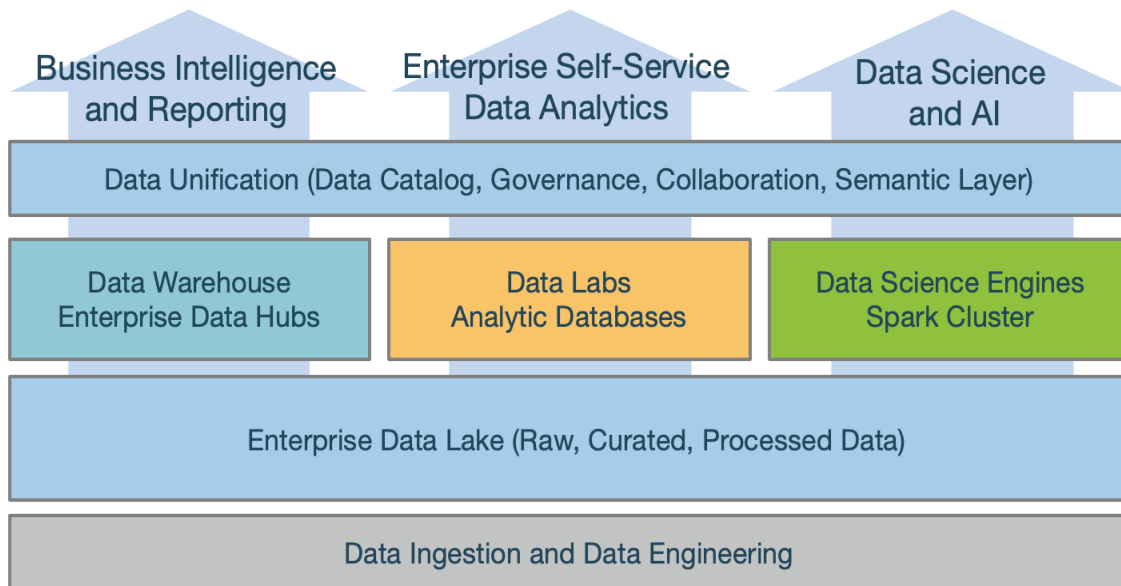 Business Intelligence
and Reporting
Enterprise Self-Service
Data Analytics
Data Science
and AI
Data Unification (Data Catalog, Governance, Collaboration, Semantic Layer)
Data Warehouse
Enterprise Data Hubs
Data Labs
Analytic Databases
Data Science Engines
Spark Cluster
Enterprise Data Lake (Raw, Curated, Processed Data)
Data Ingestion and Data Engineering